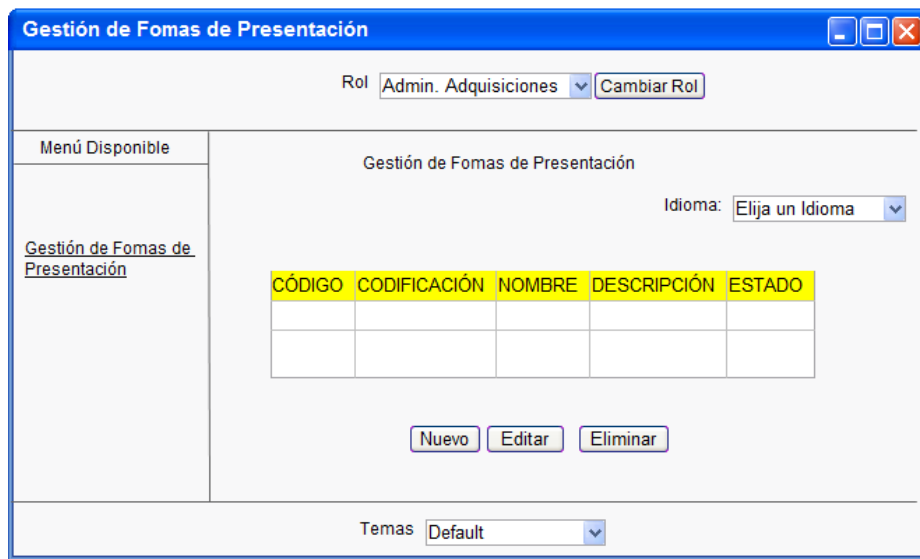 Gestión de Fomas de Presentación
Rol Admin. Adquisiciones Cambiar Rol
Menú Disponible
Gestión de Fomas de Presentación
Idioma: Elija un Idioma
Gestión de Fomas de
Presentación
CÓDIGO CODIFICACIÓN NOMBRE DESCRIPCIÓN ESTADO
Nuevo Editar Eliminar
Temas Default